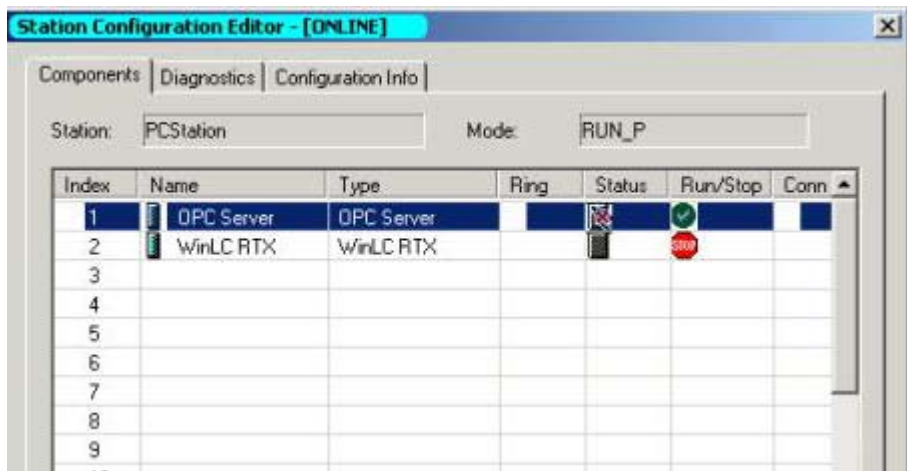 Station Configuration Editor - [ONLINE]
Components Diagnostics Configuration Info
Station: PCStation Mode: RUN_P
Index Name Type Ring Status Run/Stop Conn
1 OPC Server OPC Server
2 WinLC RTX WinLC RTX STOP
3
4
5
6
7
8
9